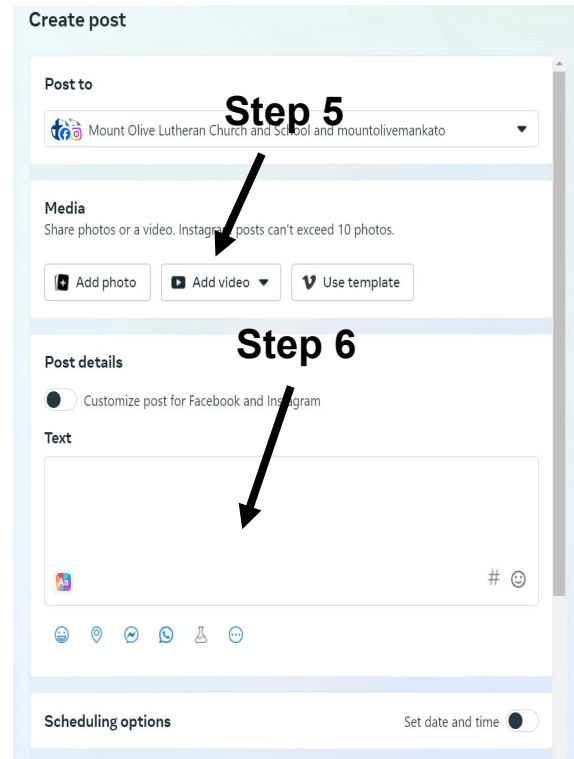 Create post
Post to
Step 5
Mount Olive Lutheran Church and School and mountolivemankato
Media
Share photos or a video. Instagram posts can't exceed 10 photos.
Add photo Add video Use template
Step 6
Post details
Customize post for Facebook and Instagram
Text
Aa #
Scheduling options Set date and time